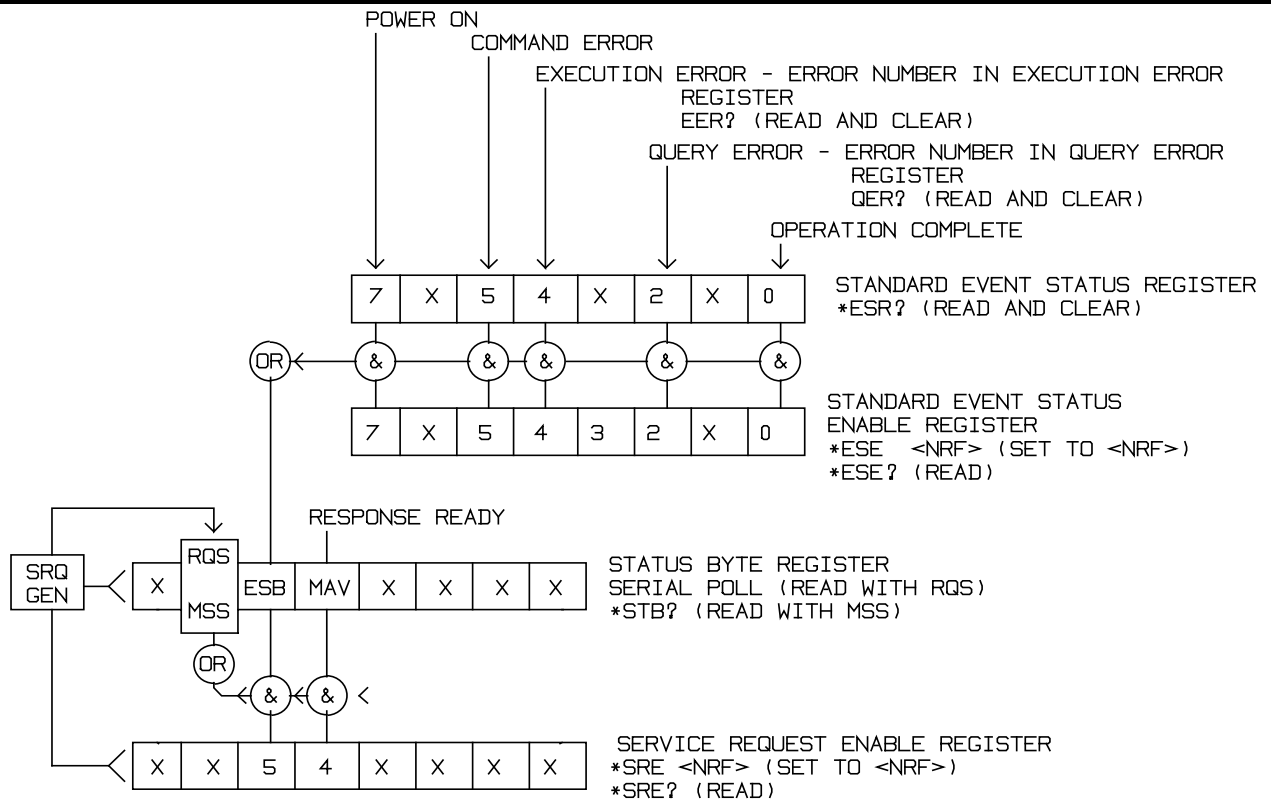 POWER ON
COMMAND ERROR
EXECUTION ERROR - ERROR NUMBER IN EXECUTION ERROR
REGISTER
EER? (READ AND CLEAR)
QUERY ERROR - ERROR NUMBER IN QUERY ERROR
REGISTER
QER? (READ AND CLEAR)
OPERATION COMPLETE
7 X 5 4 X 2 X 0
STANDARD EVENT STATUS REGISTER
*ESR? (READ AND CLEAR)
OR & & & & &
7 X 5 4 3 2 X 0
STANDARD EVENT STATUS
ENABLE REGISTER
*ESE <NRF> (SET TO <NRF>)
*ESE? (READ)
RESPONSE READY
SRQ
GEN
X RQS MSS ESB MAV X X X X
STATUS BYTE REGISTER
SERIAL POLL (READ WITH RQS)
*STB? (READ WITH MSS)
OR
& &
X X 5 4 X X X X
SERVICE REQUEST ENABLE REGISTER
*SRE <NRF> (SET TO <NRF>)
*SRE? (READ)